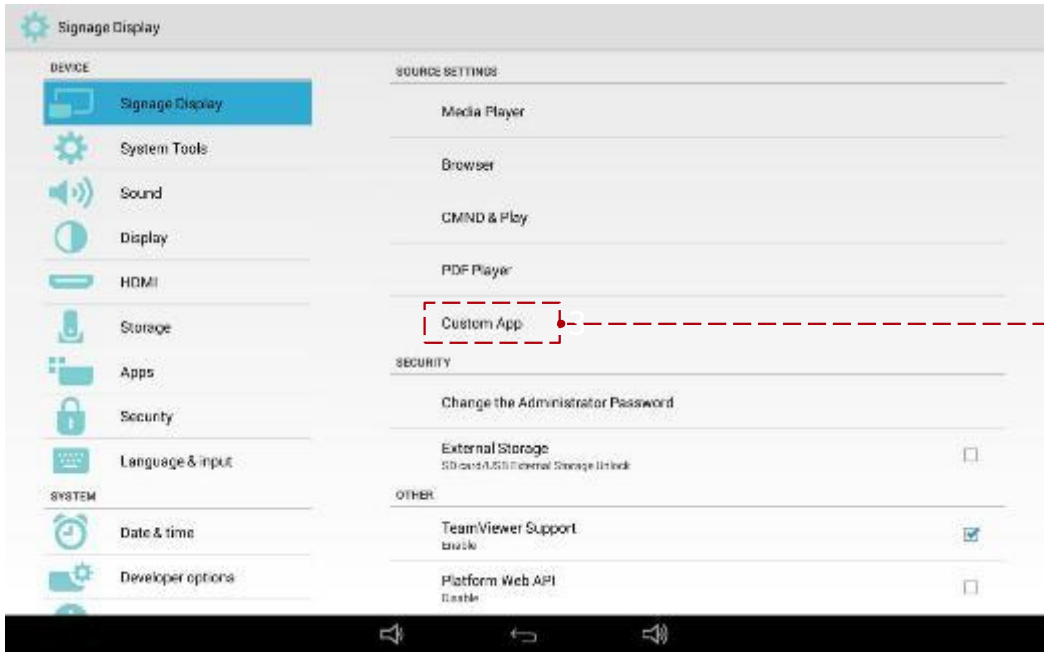 Signage Display
DEVICE
Signage Display
System Tools
Sound
Display
HDMI
Storage
Apps
Security
Language & input
SYSTEM
Date & time
Developer options
SOURCE SETTINGS
Media Player
Browser
CMND & Play
PDF Player
Custom App
3
SECURITY
Change the Administrator Password
External Storage
SD card/USB External Storage Unlock
OTHER
TeamViewer Support
Enable
Platform Web API
Disable